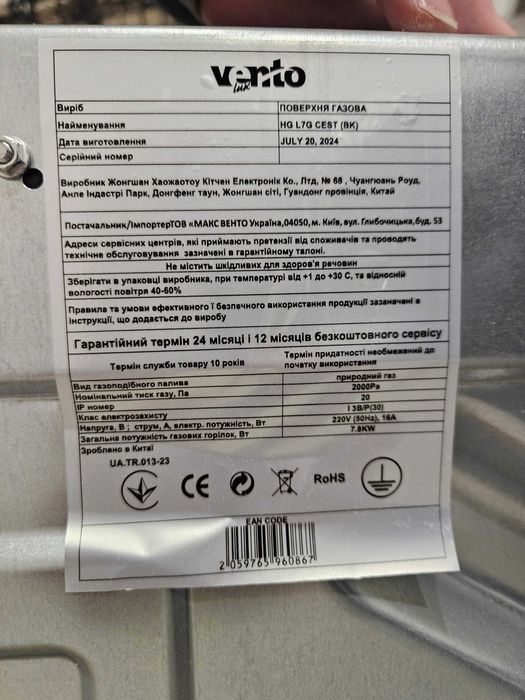 vento
lux
Виріб ПОВЕРХНЯ ГАЗОВА
Найменування HG L7G CEST (BK)
Дата виготовлення JULY 20, 2024
Серійний номер
Виробник Жонгшан Хаожаотоу Кітчен Електронік Ко., Лтд, № 68 , Чуангюань Роуд,
Анле Індастрі Парк, Донгфенг таун, Жонгшан сіті, Гуандонг провінція, Китай
Постачальник/ІмпортерТОВ «МАКС ВЕНТО Україна,04050, м. Київ, вул. Глибочицька,буд. 53
Адреси сервісних центрів, які приймають претензії від споживачів та проводять
технічне обслуговування зазначені в гарантійному талоні.
Не містить шкідливих для здоров'я речовин
Зберігати в упаковці виробника, при температурі від +1 до +30 С, та відносній
вологості повітря 40-60%
Правила та умови ефективного ї безпечного використання продукції зазаначені в
інструкції, що додається до виробу
Гарантійний термін 24 місяці і 12 місяців безкоштовного сервісу
Термін служби товару 10 років Термін придатності необмежений до
початку використання
Вид газоподібного палива природний газ
Номінальний тиск газу, Па 2000Pa
IP номер 20
Клас електрозахисту I 3B/P(30)
Напруга, В ; струм, А, електр. потужність, Вт 220V (50Hz), 16A
Загальна потужність газових горілок, Вт 7.8KW
Зроблено в Китаї
UA.TR.013-23
CE RoHS
EAN CODE
2 059765 960867